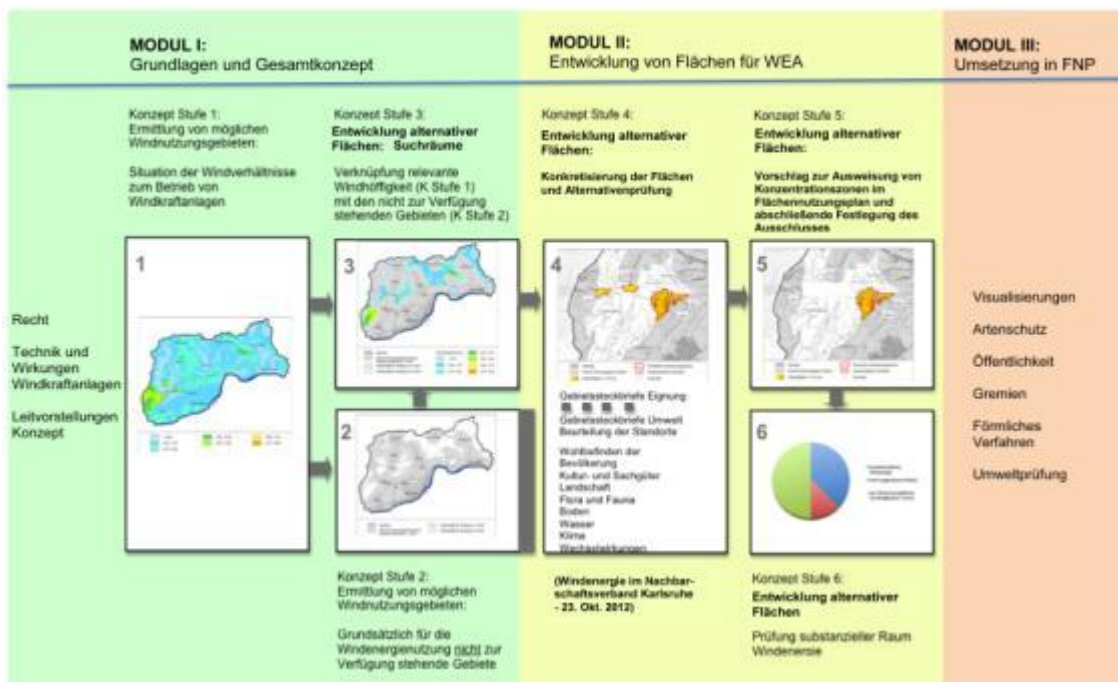 MODUL I:
Grundlagen und Gesamtkonzept
MODUL II:
Entwicklung von Flächen für WEA
MODUL III:
Umsetzung in FNP
Recht
Technik und
Wirkungen
Windkraftanlagen
Leitvorstellungen
Konzept
Konzept Stufe 1:
Ermittlung von möglichen
Windnutzungsgebieten:
Situation der Windverhältnisse
zum Betrieb von
Windkraftanlagen
1
Konzept Stufe 3:
Entwicklung alternativer
Flächen: Suchräume
Verknüpfung relevante
Windhöffigkeit (K Stufe 1)
mit den nicht zur Verfügung
stehenden Gebieten (K Stufe 2)
3
2
Konzept Stufe 2:
Ermittlung von möglichen
Windnutzungsgebieten:
Grundsätzlich für die
Windenergienutzung nicht zur
Verfügung stehende Gebiete
Konzept Stufe 4:
Entwicklung alternativer
Flächen:
Konkretisierung der Flächen
und Alternativenprüfung
4
Gebietssteckbriefe Eignung
Gebietssteckbriefe Umwelt
Beurteilung der Standorte
Wohlbefinden der
Bevölkerung
Kultur- und Sachgüter
Landschaft
Flora und Fauna
Boden
Wasser
Klima
Wechselwirkungen
(Windenergie im Nachbar-
schaftsverband Karlsruhe
- 23. Okt. 2012)
Konzept Stufe 5:
Entwicklung alternativer
Flächen:
Vorschlag zur Ausweisung von
Konzentrationszonen im
Flächennutzungsplan und
abschließende Festlegung des
Ausschlusses
5
6
Konzept Stufe 6:
Entwicklung alternativer
Flächen
Prüfung substanzieller Raum
Windenergie
Visualisierungen
Artenschutz
Öffentlichkeit
Gremien
Förmliches
Verfahren
Umweltprüfung